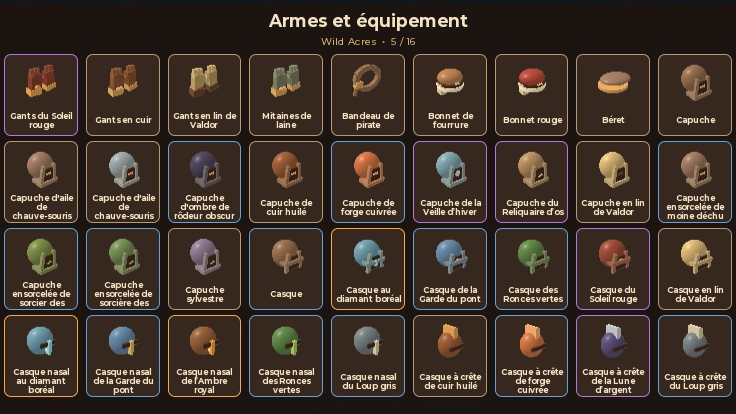 Armes et équipement
Wild Acres • 5 / 16
Gants du Soleil
rouge
Gants en cuir
Gants en lin de
Valdor
Mitaines de
laine
Bandeau de
pirate
Bonnet de
fourrure
Bonnet rouge
Béret
Capuche
Capuche d'aile
de
chauve-souris
Capuche d'aile
de
chauve-souris
Capuche
d'ombre de
rôdeur obscur
Capuche de
cuir huilé
Capuche de
forge cuivrée
Capuche de la
Veille d'hiver
Capuche du
Reliquaire d'os
Capuche en lin
de Valdor
Capuche
ensorcelée de
moine déchu
Capuche
ensorcelée de
sorcier des
Capuche
ensorcelée de
sorcière des
Capuche
sylvestre
Casque
Casque au
diamant boréal
Casque de la
Garde du pont
Casque des
Ronces vertes
Casque du
Soleil rouge
Casque en lin
de Valdor
Casque nasal
au diamant
boréal
Casque nasal
de la Garde du
pont
Casque nasal
de l'Ambre
royal
Casque nasal
des Ronces
vertes
Casque nasal
du Loup gris
Casque à crête
de cuir huilé
Casque à crête
de forge
cuivrée
Casque à crête
de la Lune
d'argent
Casque à crête
du Loup gris